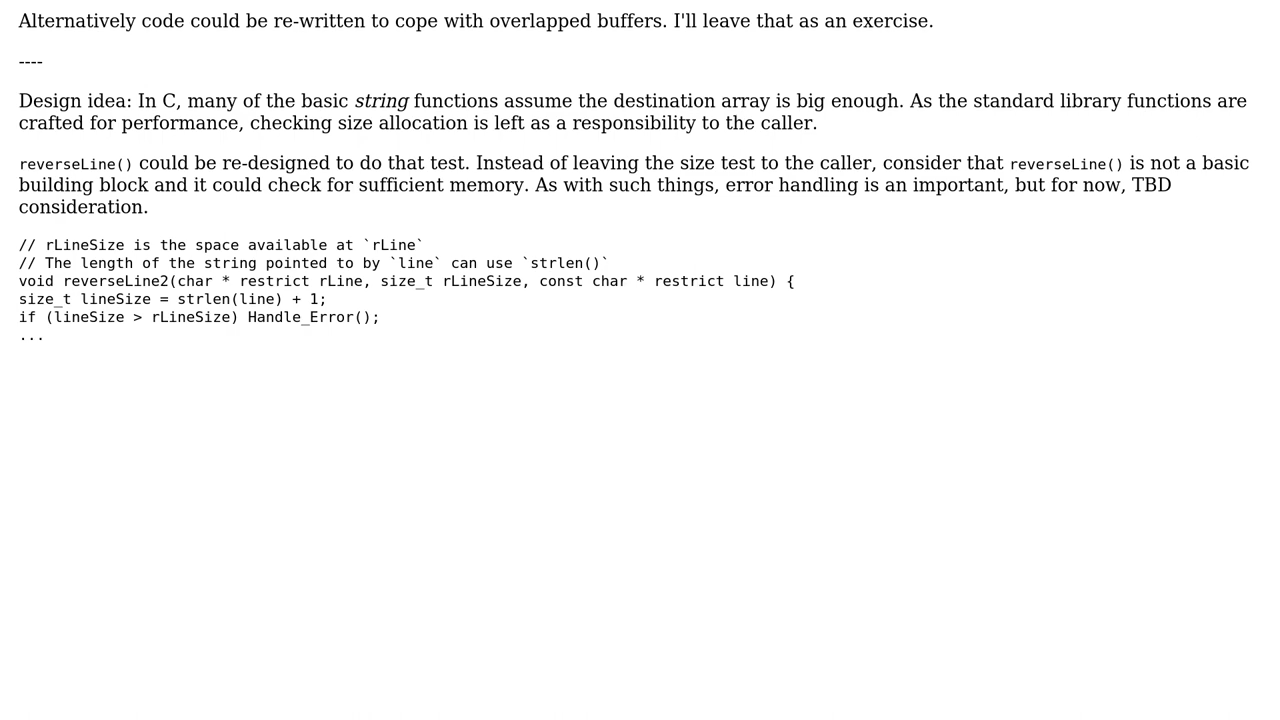 Alternatively code could be re-written to cope with overlapped buffers. I'll leave that as an exercise.
----
Design idea: In C, many of the basic string functions assume the destination array is big enough. As the standard library functions are
crafted for performance, checking size allocation is left as a responsibility to the caller.
reverseLine() could be re-designed to do that test. Instead of leaving the size test to the caller, consider that reverseLine() is not a basic
building block and it could check for sufficient memory. As with such things, error handling is an important, but for now, TBD
consideration.
// rLineSize is the space available at `rLine`
// The length of the string pointed to by `line` can use `strlen()`
void reverseLine2(char * restrict rLine, size_t rLineSize, const char * restrict line) {
size_t lineSize = strlen(line) + 1;
if (lineSize > rLineSize) Handle_Error();
...